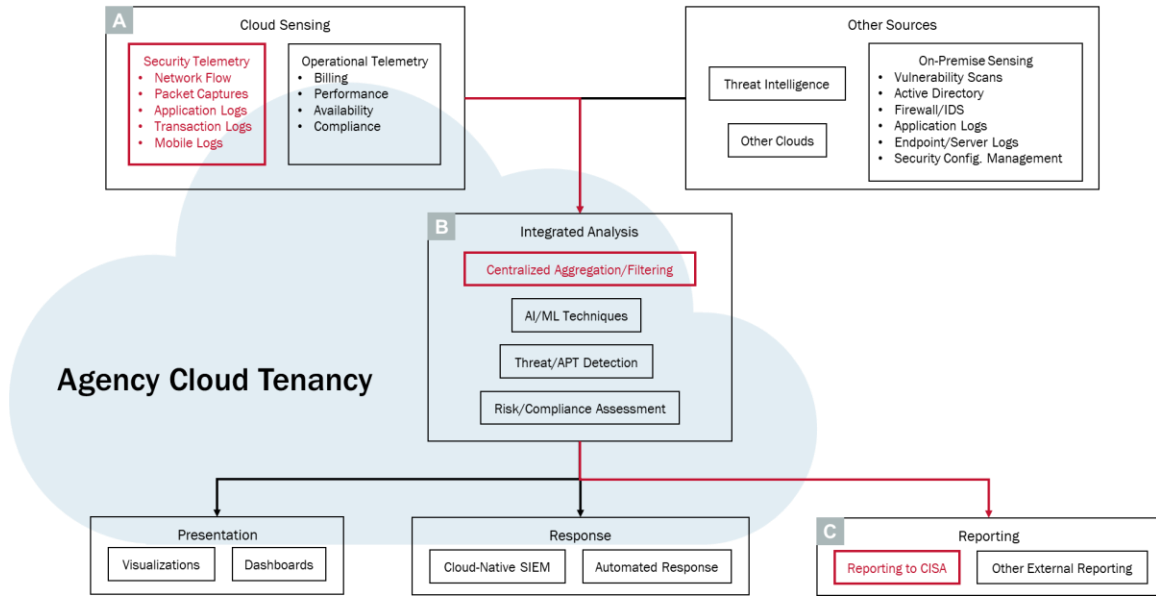 A
Cloud Sensing
Security Telemetry
• Network Flow
• Packet Captures
• Application Logs
• Transaction Logs
• Mobile Logs
Operational Telemetry
• Billing
• Performance
• Availability
• Compliance
Other Sources
Threat Intelligence
Other Clouds
On-Premise Sensing
• Vulnerability Scans
• Active Directory
• Firewall/IDS
• Application Logs
• Endpoint/Server Logs
• Security Config. Management
B
Integrated Analysis
Centralized Aggregation/Filtering
AI/ML Techniques
Threat/APT Detection
Risk/Compliance Assessment
Agency Cloud Tenancy
Presentation
Visualizations
Dashboards
Response
Cloud-Native SIEM
Automated Response
C
Reporting
Reporting to CISA
Other External Reporting